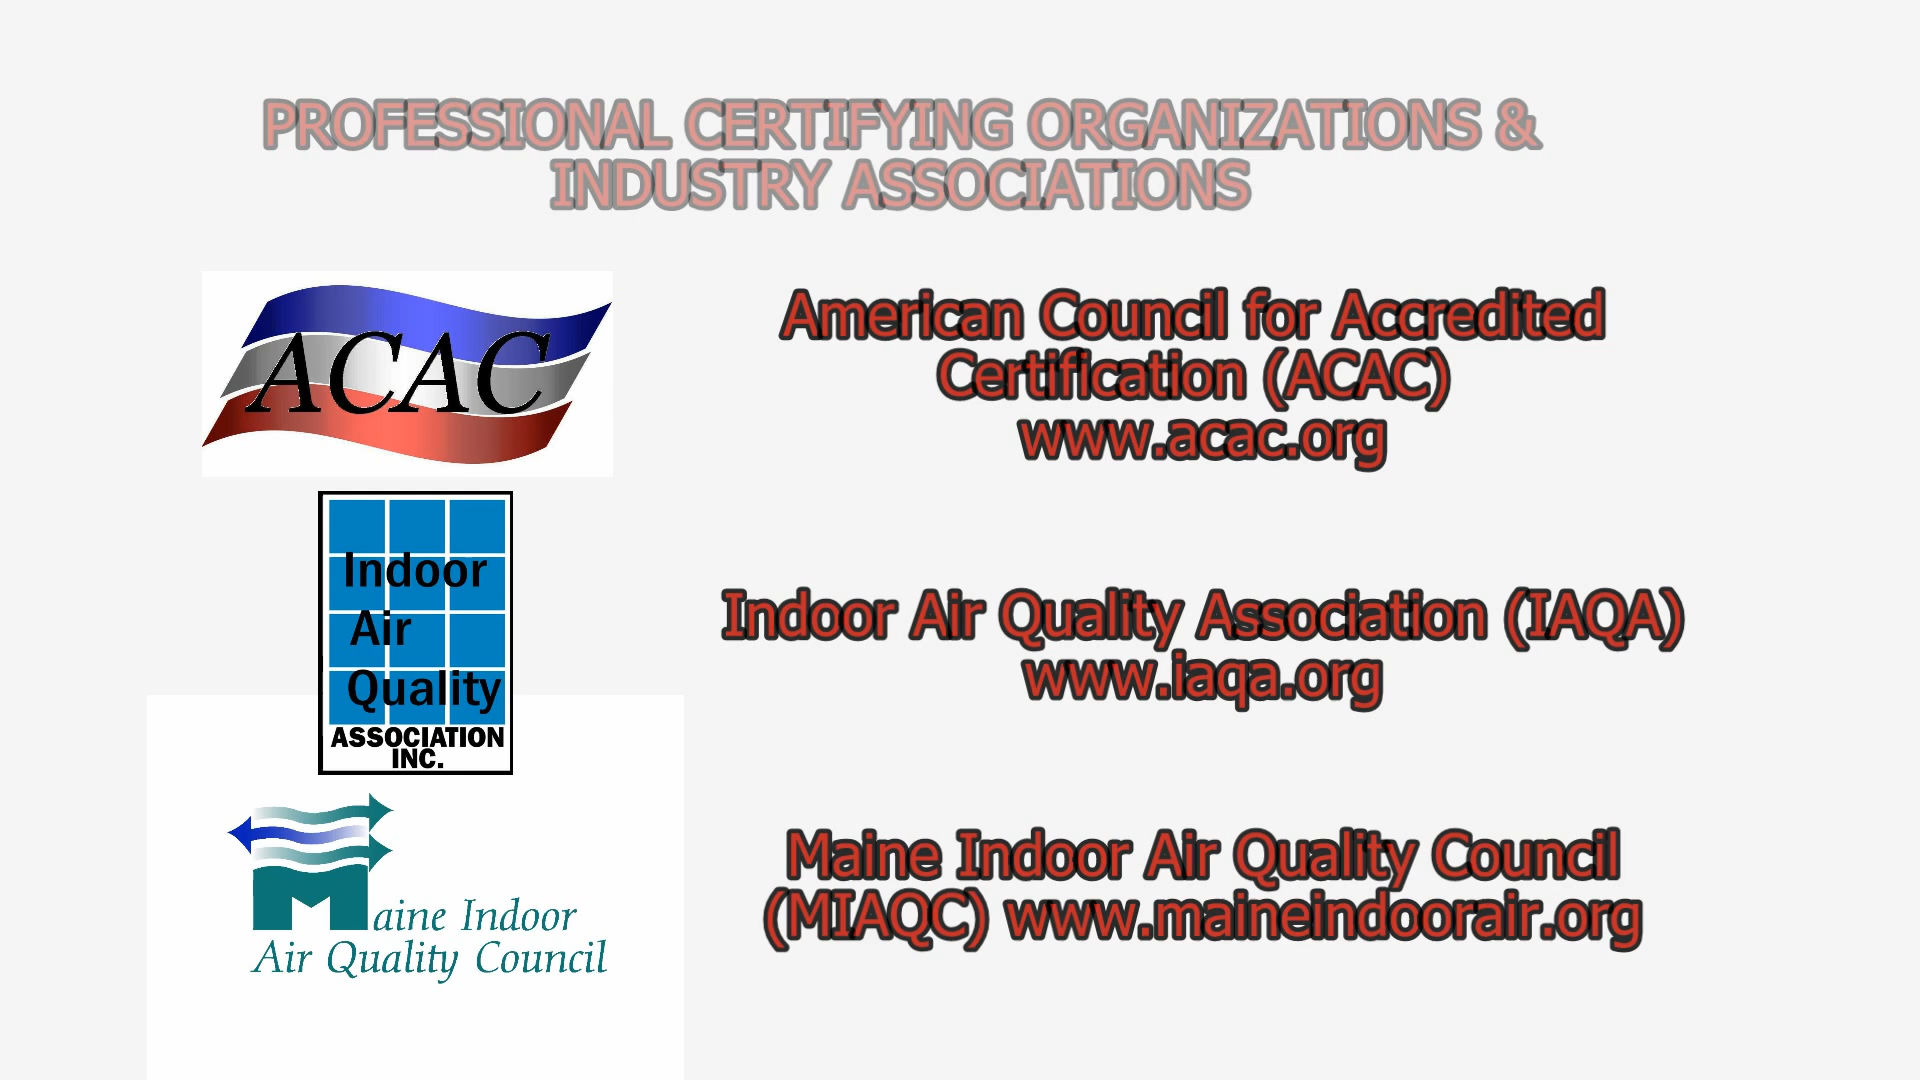 PROFESSIONAL CERTIFYING ORGANIZATIONS &
INDUSTRY ASSOCIATIONS
ACAC
American Council for Accredited
Certification (ACAC)
www.acac.org
Indoor
Air
Quality
ASSOCIATION
INC.
Indoor Air Quality Association (IAQA)
www.iaqa.org
Maine Indoor
Air Quality Council
Maine Indoor Air Quality Council
(MIAQC) www.maineindoorair.org